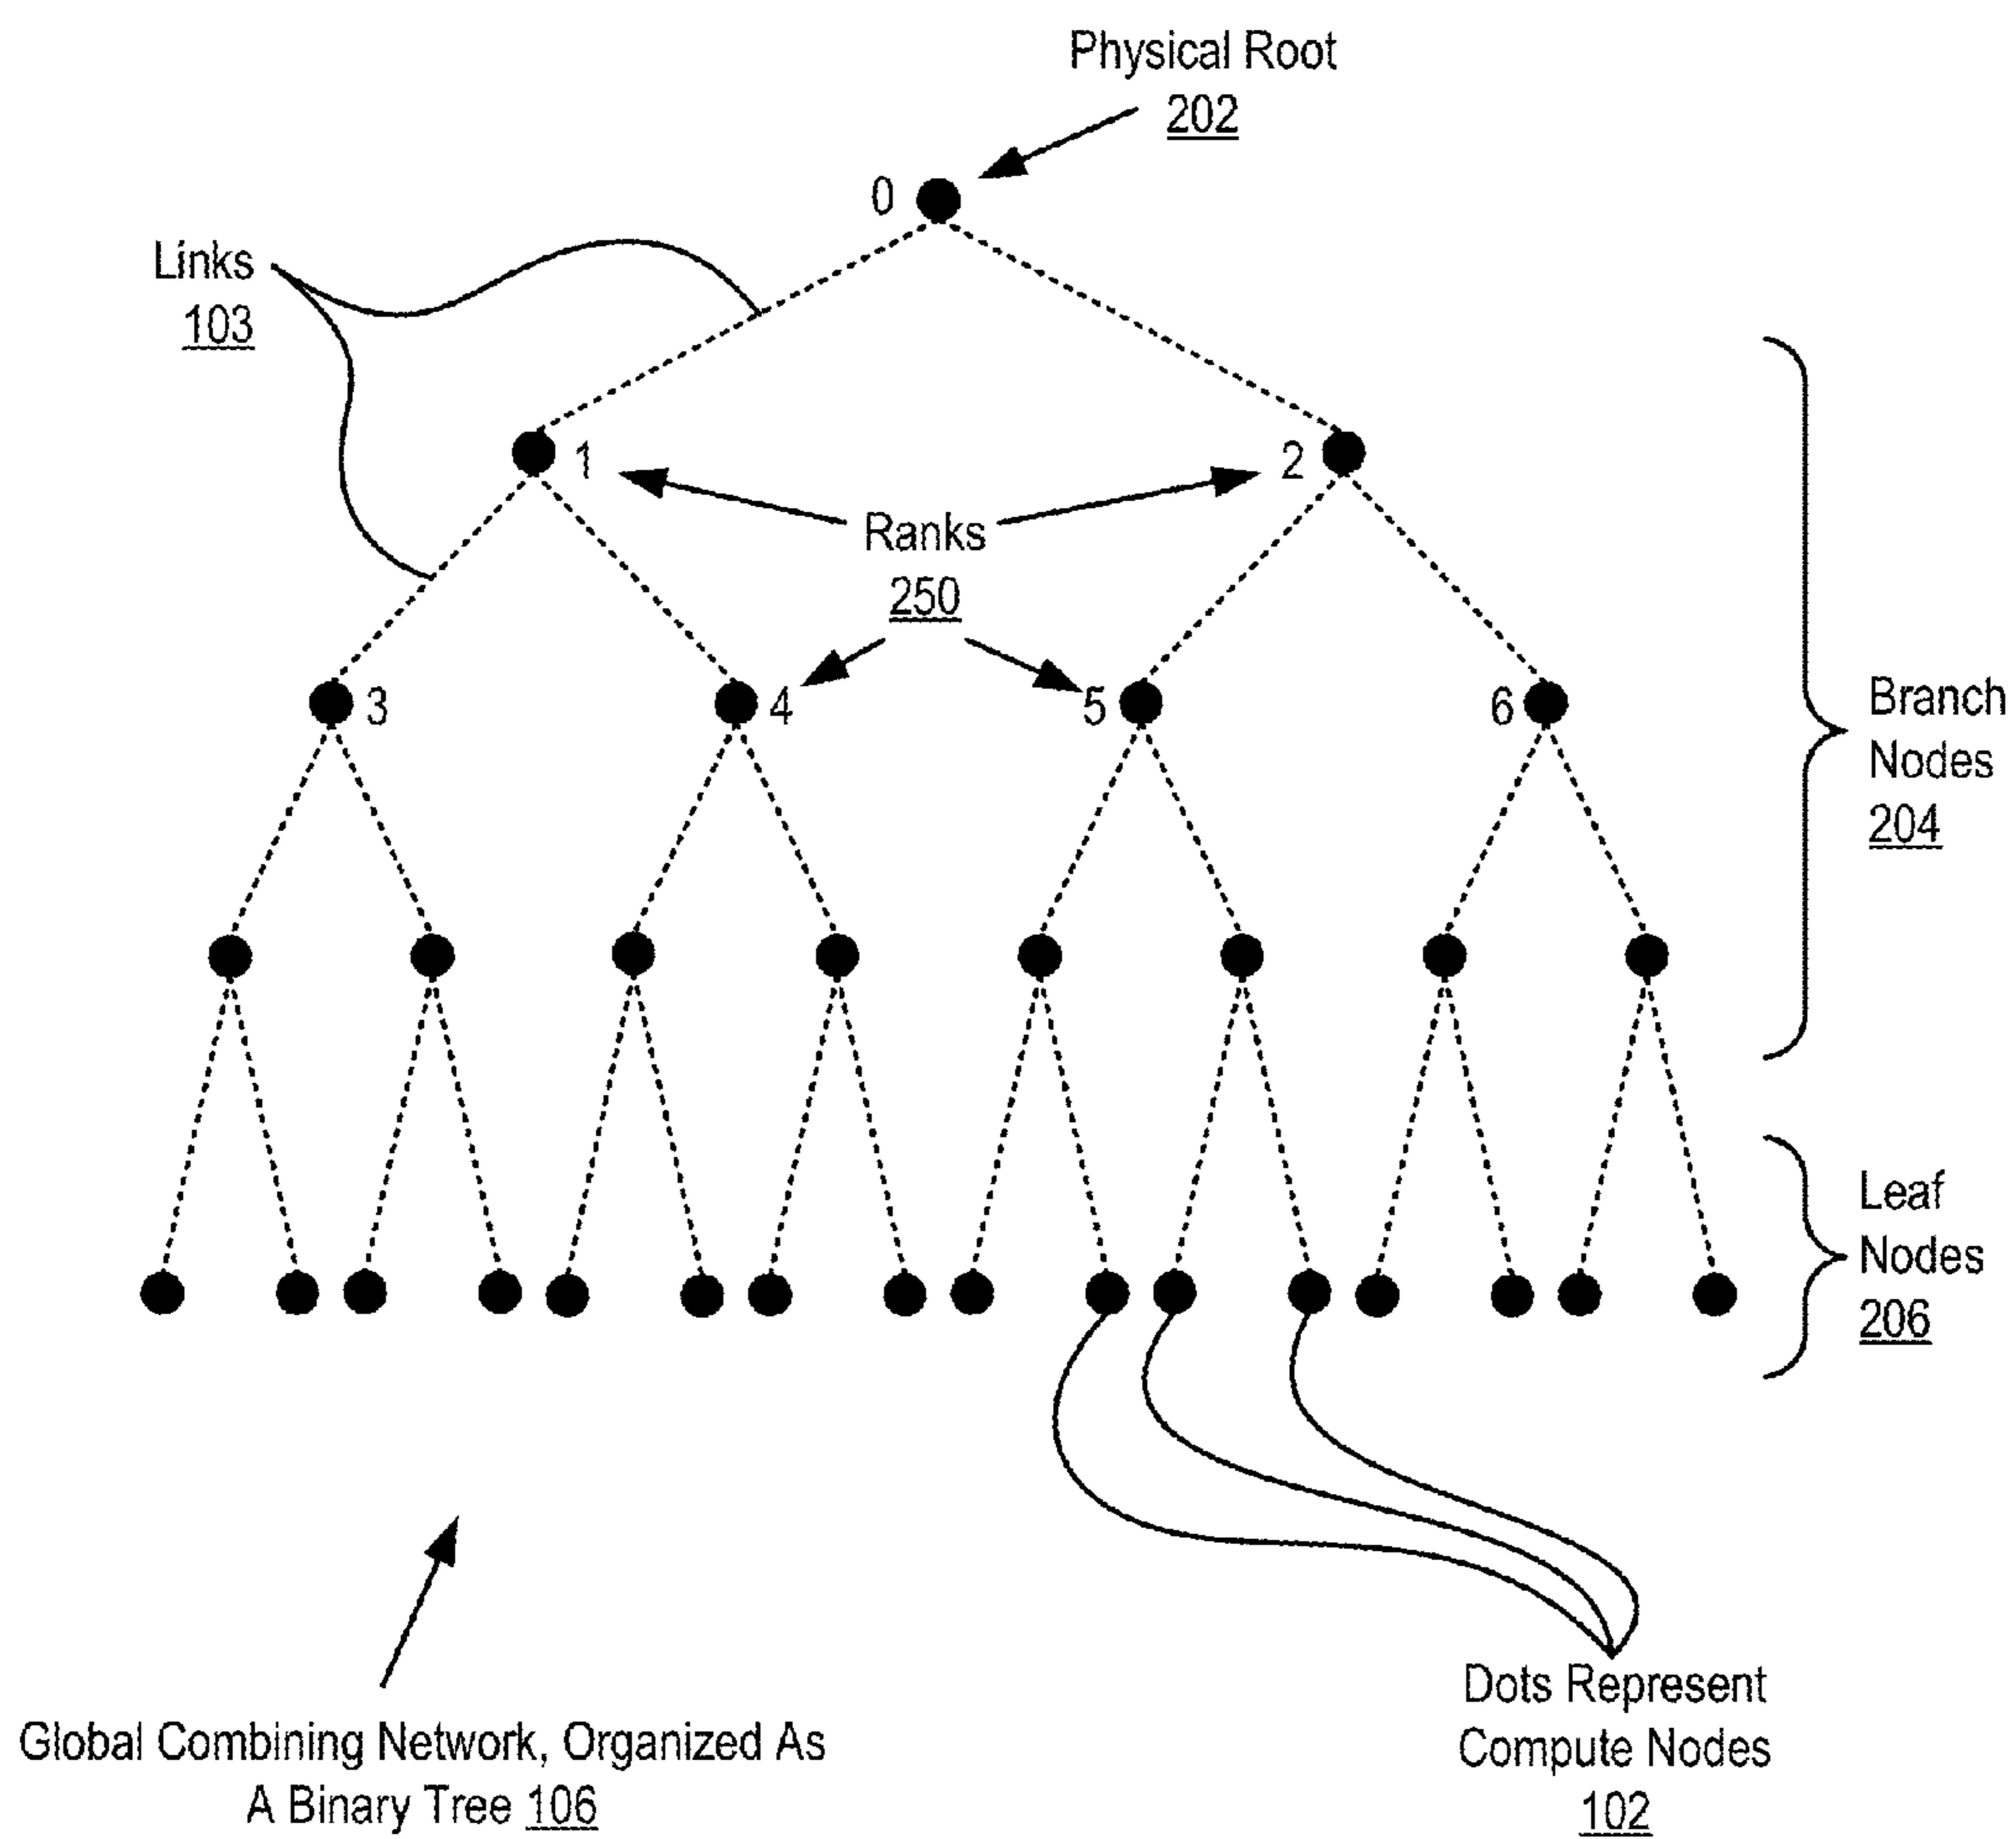 Physical Root
202
0
Links
103
1
2
Ranks
250
3
4
5
6
Branch
Nodes
204
Leaf
Nodes
206
Dots Represent
Compute Nodes
102
Global Combining Network, Organized As
A Binary Tree 106